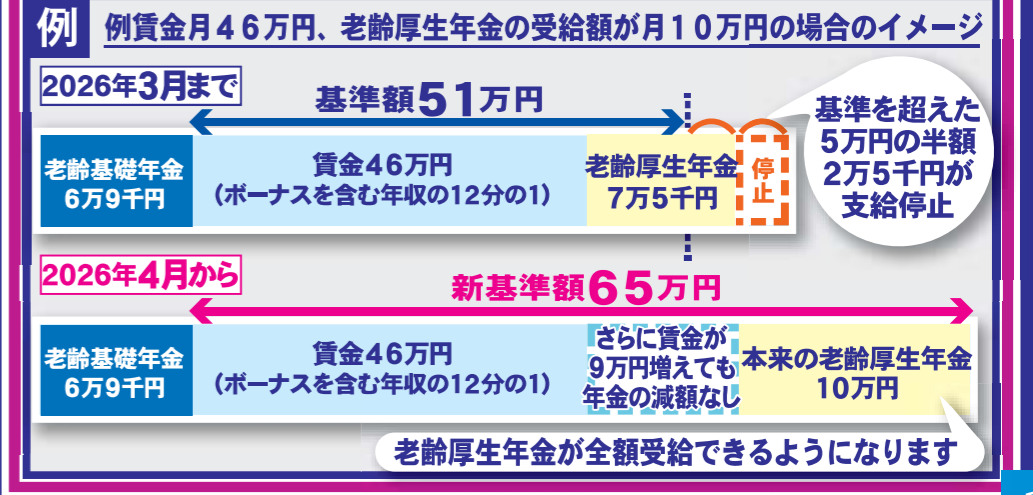 例 例賃金月４６万円、老齢厚生年金の受給額が月１０万円の場合のイメージ
2026年3月まで
基準額51万円
老齢基礎年金
6万9千円
賃金46万円
（ボーナスを含む年収の12分の1）
老齢厚生年金
7万5千円
停
止
基準を超えた
5万円の半額
2万5千円が
支給停止
2026年4月から
新基準額65万円
老齢基礎年金
6万9千円
賃金46万円
（ボーナスを含む年収の12分の1）
さらに賃金が
9万円増えても
年金の減額なし
本来の老齢厚生年金
10万円
老齢厚生年金が全額受給できるようになります